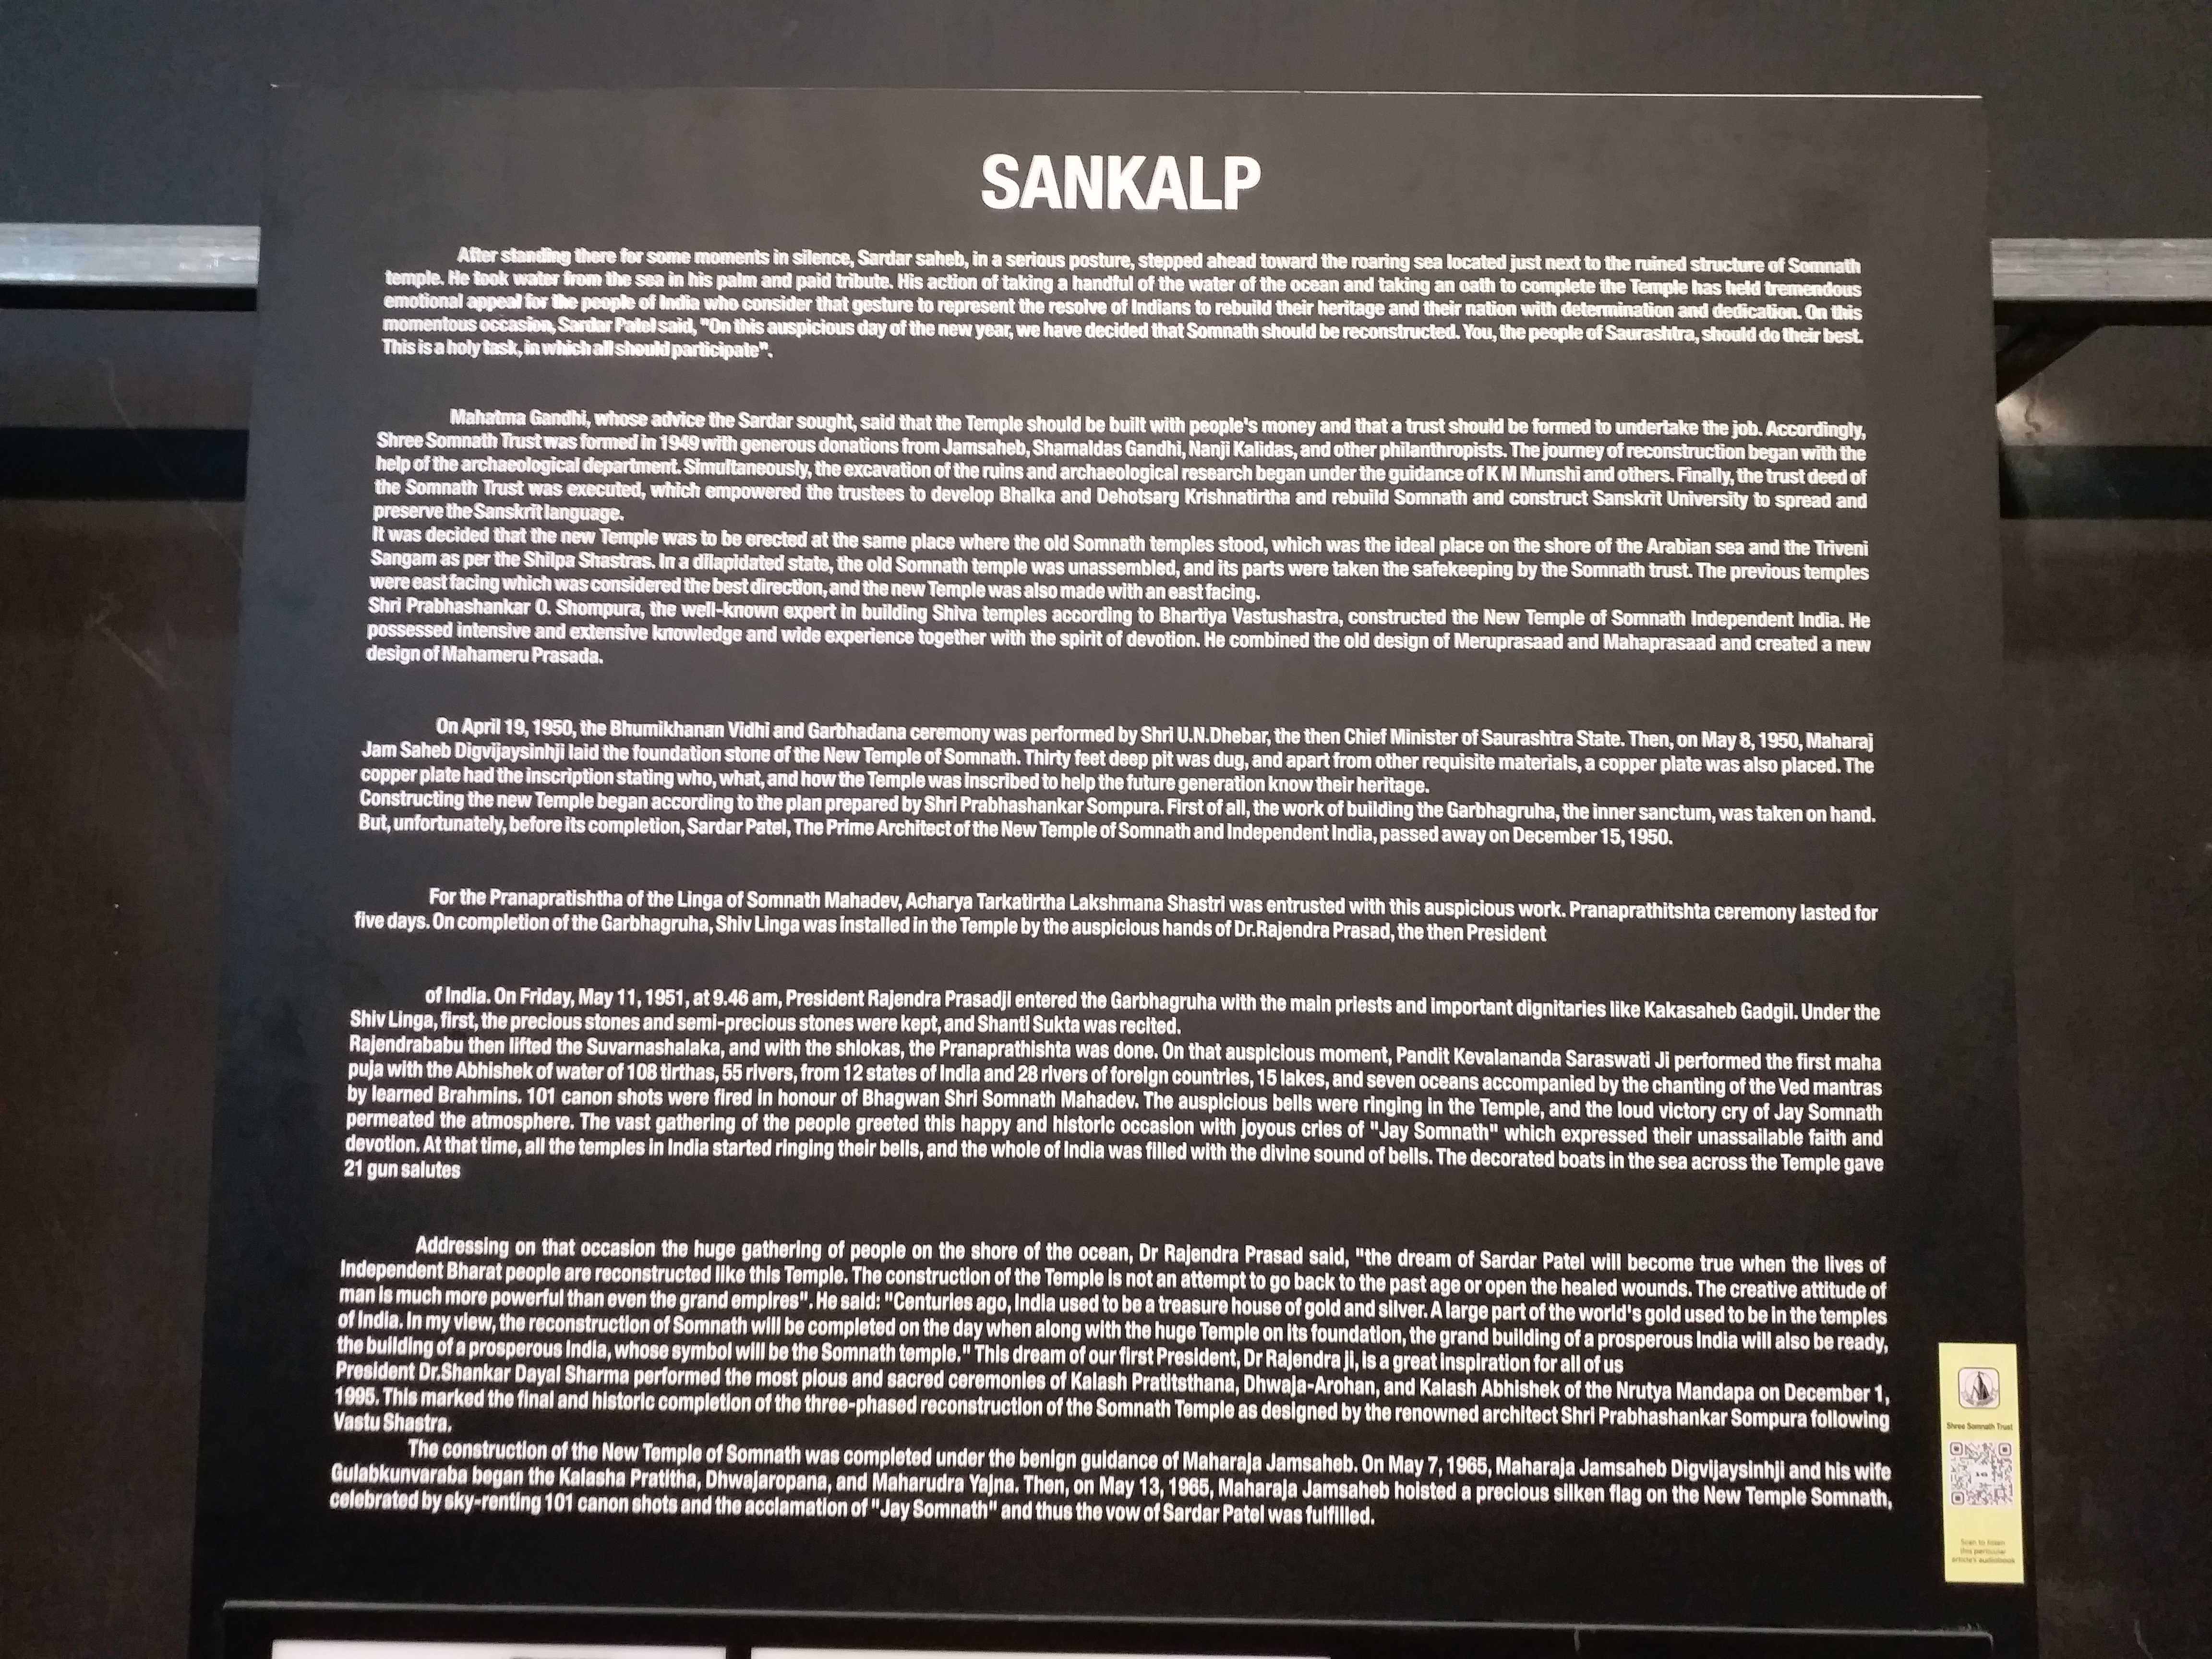 SANKALP
After standing there for some moments in silence, Sardar saheb, in a serious posture, stepped ahead toward the roaring sea located just next to the ruined structure of Somnath
temple. He took water from the sea in his palm and paid tribute. His action of taking a handful of the water of the ocean and taking an oath to complete the Temple has held tremendous
emotional appeal for the people of India who consider that gesture to represent the resolve of Indians to rebuild their heritage and their nation with determination and dedication. On this
momentous occasion, Sardar Patel said, "On this auspicious day of the new year, we have decided that Somnath should be reconstructed. You, the people of Saurashtra, should do their best.
This is a holy task, in which all should participate".
Mahatma Gandhi, whose advice the Sardar sought, said that the Temple should be built with people's money and that a trust should be formed to undertake the job. Accordingly,
Shree Somnath Trust was formed in 1949 with generous donations from Jamsaheb, Shamaldas Gandhi, Nanji Kalidas, and other philanthropists. The journey of reconstruction began with the
help of the archaeological department. Simultaneously, the excavation of the ruins and archaeological research began under the guidance of K M Munshi and others. Finally, the trust deed of
the Somnath Trust was executed, which empowered the trustees to develop Bhalka and Dehotsarg Krishnatirtha and rebuild Somnath and construct Sanskrit University to spread and
preserve the Sanskrit language.
It was decided that the new Temple was to be erected at the same place where the old Somnath temples stood, which was the ideal place on the shore of the Arabian sea and the Triveni
Sangam as per the Shilpa Shastras. In a dilapidated state, the old Somnath temple was unassembled, and its parts were taken the safekeeping by the Somnath trust. The previous temples
were east facing which was considered the best direction, and the new Temple was also made with an east facing.
Shri Prabhashankar O. Shompura, the well-known expert in building Shiva temples according to Bhartiya Vastushastra, constructed the New Temple of Somnath Independent India. He
possessed intensive and extensive knowledge and wide experience together with the spirit of devotion. He combined the old design of Meruprasaad and Mahaprasaad and created a new
design of Mahameru Prasada.
On April 19, 1950, the Bhumikhanan Vidhi and Garbhadana ceremony was performed by Shri U.N.Dhebar, the then Chief Minister of Saurashtra State. Then, on May 8, 1950, Maharaj
Jam Saheb Digvijaysinhji laid the foundation stone of the New Temple of Somnath. Thirty feet deep pit was dug, and apart from other requisite materials, a copper plate was also placed. The
copper plate had the inscription stating who, what, and how the Temple was inscribed to help the future generation know their heritage.
Constructing the new Temple began according to the plan prepared by Shri Prabhashankar Sompura. First of all, the work of building the Garbhagruha, the inner sanctum, was taken on hand.
But, unfortunately, before its completion, Sardar Patel, The Prime Architect of the New Temple of Somnath and Independent India, passed away on December 15, 1950.
For the Pranapratishtha of the Linga of Somnath Mahadev, Acharya Tarkatirtha Lakshmana Shastri was entrusted with this auspicious work. Pranaprathitshta ceremony lasted for
five days. On completion of the Garbhagruha, Shiv Linga was installed in the Temple by the auspicious hands of Dr.Rajendra Prasad, the then President
of India. On Friday, May 11, 1951, at 9.46 am, President Rajendra Prasadji entered the Garbhagruha with the main priests and important dignitaries like Kakasaheb Gadgil. Under the
Shiv Linga, first, the precious stones and semi-precious stones were kept, and Shanti Sukta was recited.
Rajendrababu then lifted the Suvarnashalaka, and with the shlokas, the Pranaprathishta was done. On that auspicious moment, Pandit Kevalananda Saraswati Ji performed the first maha
puja with the Abhishek of water of 108 tirthas, 55 rivers, from 12 states of India and 28 rivers of foreign countries, 15 lakes, and seven oceans accompanied by the chanting of the Ved mantras
by learned Brahmins. 101 canon shots were fired in honour of Bhagwan Shri Somnath Mahadev. The auspicious bells were ringing in the Temple, and the loud victory cry of Jay Somnath
permeated the atmosphere. The vast gathering of the people greeted this happy and historic occasion with joyous cries of "Jay Somnath" which expressed their unassailable faith and
devotion. At that time, all the temples in India started ringing their bells, and the whole of India was filled with the divine sound of bells. The decorated boats in the sea across the Temple gave
21 gun salutes
Addressing on that occasion the huge gathering of people on the shore of the ocean, Dr Rajendra Prasad said, "the dream of Sardar Patel will become true when the lives of
Independent Bharat people are reconstructed like this Temple. The construction of the Temple is not an attempt to go back to the past age or open the healed wounds. The creative attitude of
man is much more powerful than even the grand empires". He said: "Centuries ago, India used to be a treasure house of gold and silver. A large part of the world's gold used to be in the temples
of India. In my view, the reconstruction of Somnath will be completed on the day when along with the huge Temple on its foundation, the grand building of a prosperous India will also be ready,
the building of a prosperous India, whose symbol will be the Somnath temple." This dream of our first President, Dr Rajendra ji, is a great inspiration for all of us
President Dr.Shankar Dayal Sharma performed the most pious and sacred ceremonies of Kalash Pratitsthana, Dhwaja-Arohan, and Kalash Abhishek of the Nrutya Mandapa on December 1,
1995. This marked the final and historic completion of the three-phased reconstruction of the Somnath Temple as designed by the renowned architect Shri Prabhashankar Sompura following
Vastu Shastra.
The construction of the New Temple of Somnath was completed under the benign guidance of Maharaja Jamsaheb. On May 7, 1965, Maharaja Jamsaheb Digvijaysinhji and his wife
Gulabkunvaraba began the Kalasha Pratitha, Dhwajaropana, and Maharudra Yajna. Then, on May 13, 1965, Maharaja Jamsaheb hoisted a precious silken flag on the New Temple Somnath,
celebrated by sky-renting 101 canon shots and the acclamation of "Jay Somnath" and thus the vow of Sardar Patel was fulfilled.
Shree Somnath Trust
Scan to listen
this particular
article's audiobook